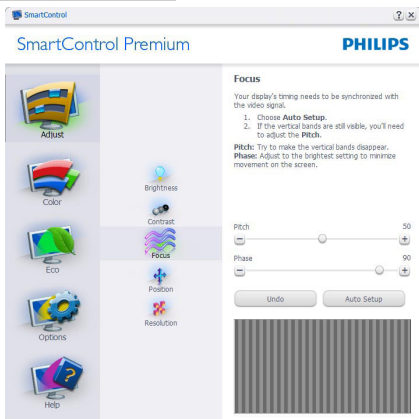 SmartControl
? x
SmartControl Premium
PHILIPS
Adjust
Color
Eco
Options
Help
Brightness
Contrast
Focus
Position
Resolution
Focus
Your display's timing needs to be synchronized with
the video signal.
1. Choose Auto Setup.
2. If the vertical bands are still visible, you'll need
to adjust the Pitch.
Pitch: Try to make the vertical bands disappear.
Phase: Adjust to the brightest setting to minimize
movement on the screen.
Pitch 50
Phase 90
Undo Auto Setup